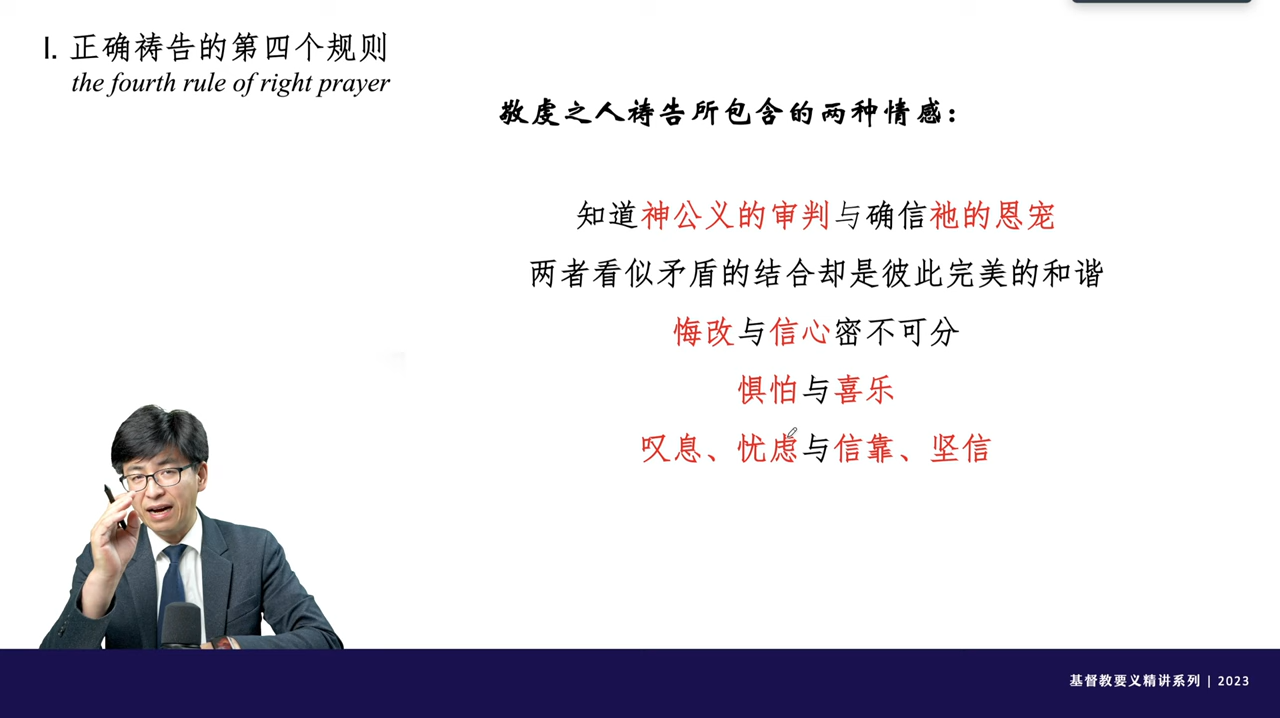 I. 正确祷告的第四个规则
the fourth rule of right prayer
敬虔之人祷告所包含的两种情感：
知道神公义的审判与确信祂的恩宠
两者看似矛盾的结合却是彼此完美的和谐
悔改与信心密不可分
惧怕与喜乐
叹息、忧虑与信靠、坚信
基督教要义精讲系列 | 2023